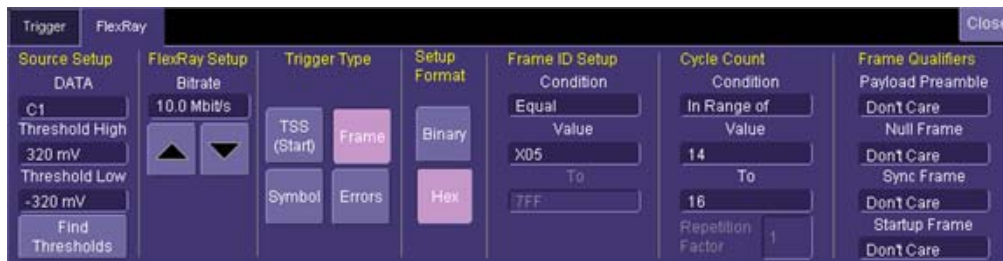 Trigger
FlexRay
Close
Source Setup
DATA
C1
Threshold High
320 mV
Threshold Low
-320 mV
Find
Thresholds
FlexRay Setup
Bitrate
10.0 Mbit/s
Trigger Type
TSS
(Start)
Frame
Symbol
Errors
Setup
Format
Binary
Hex
Frame ID Setup
Condition
Equal
Value
X05
To
7FF
Cycle Count
Condition
In Range of
Value
14
To
16
Repetition
Factor
1
Frame Qualifiers
Payload Preamble
Don't Care
Null Frame
Don't Care
Sync Frame
Don't Care
Startup Frame
Don't Care